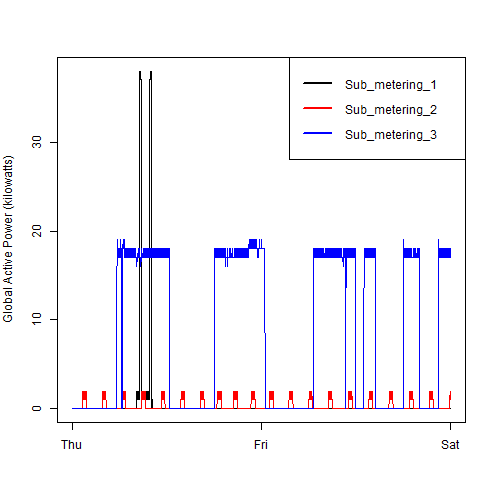 Sub_metering_1
Sub_metering_2
Sub_metering_3
Global Active Power (kilowatts)
30
20
10
0
Thu Fri Sat